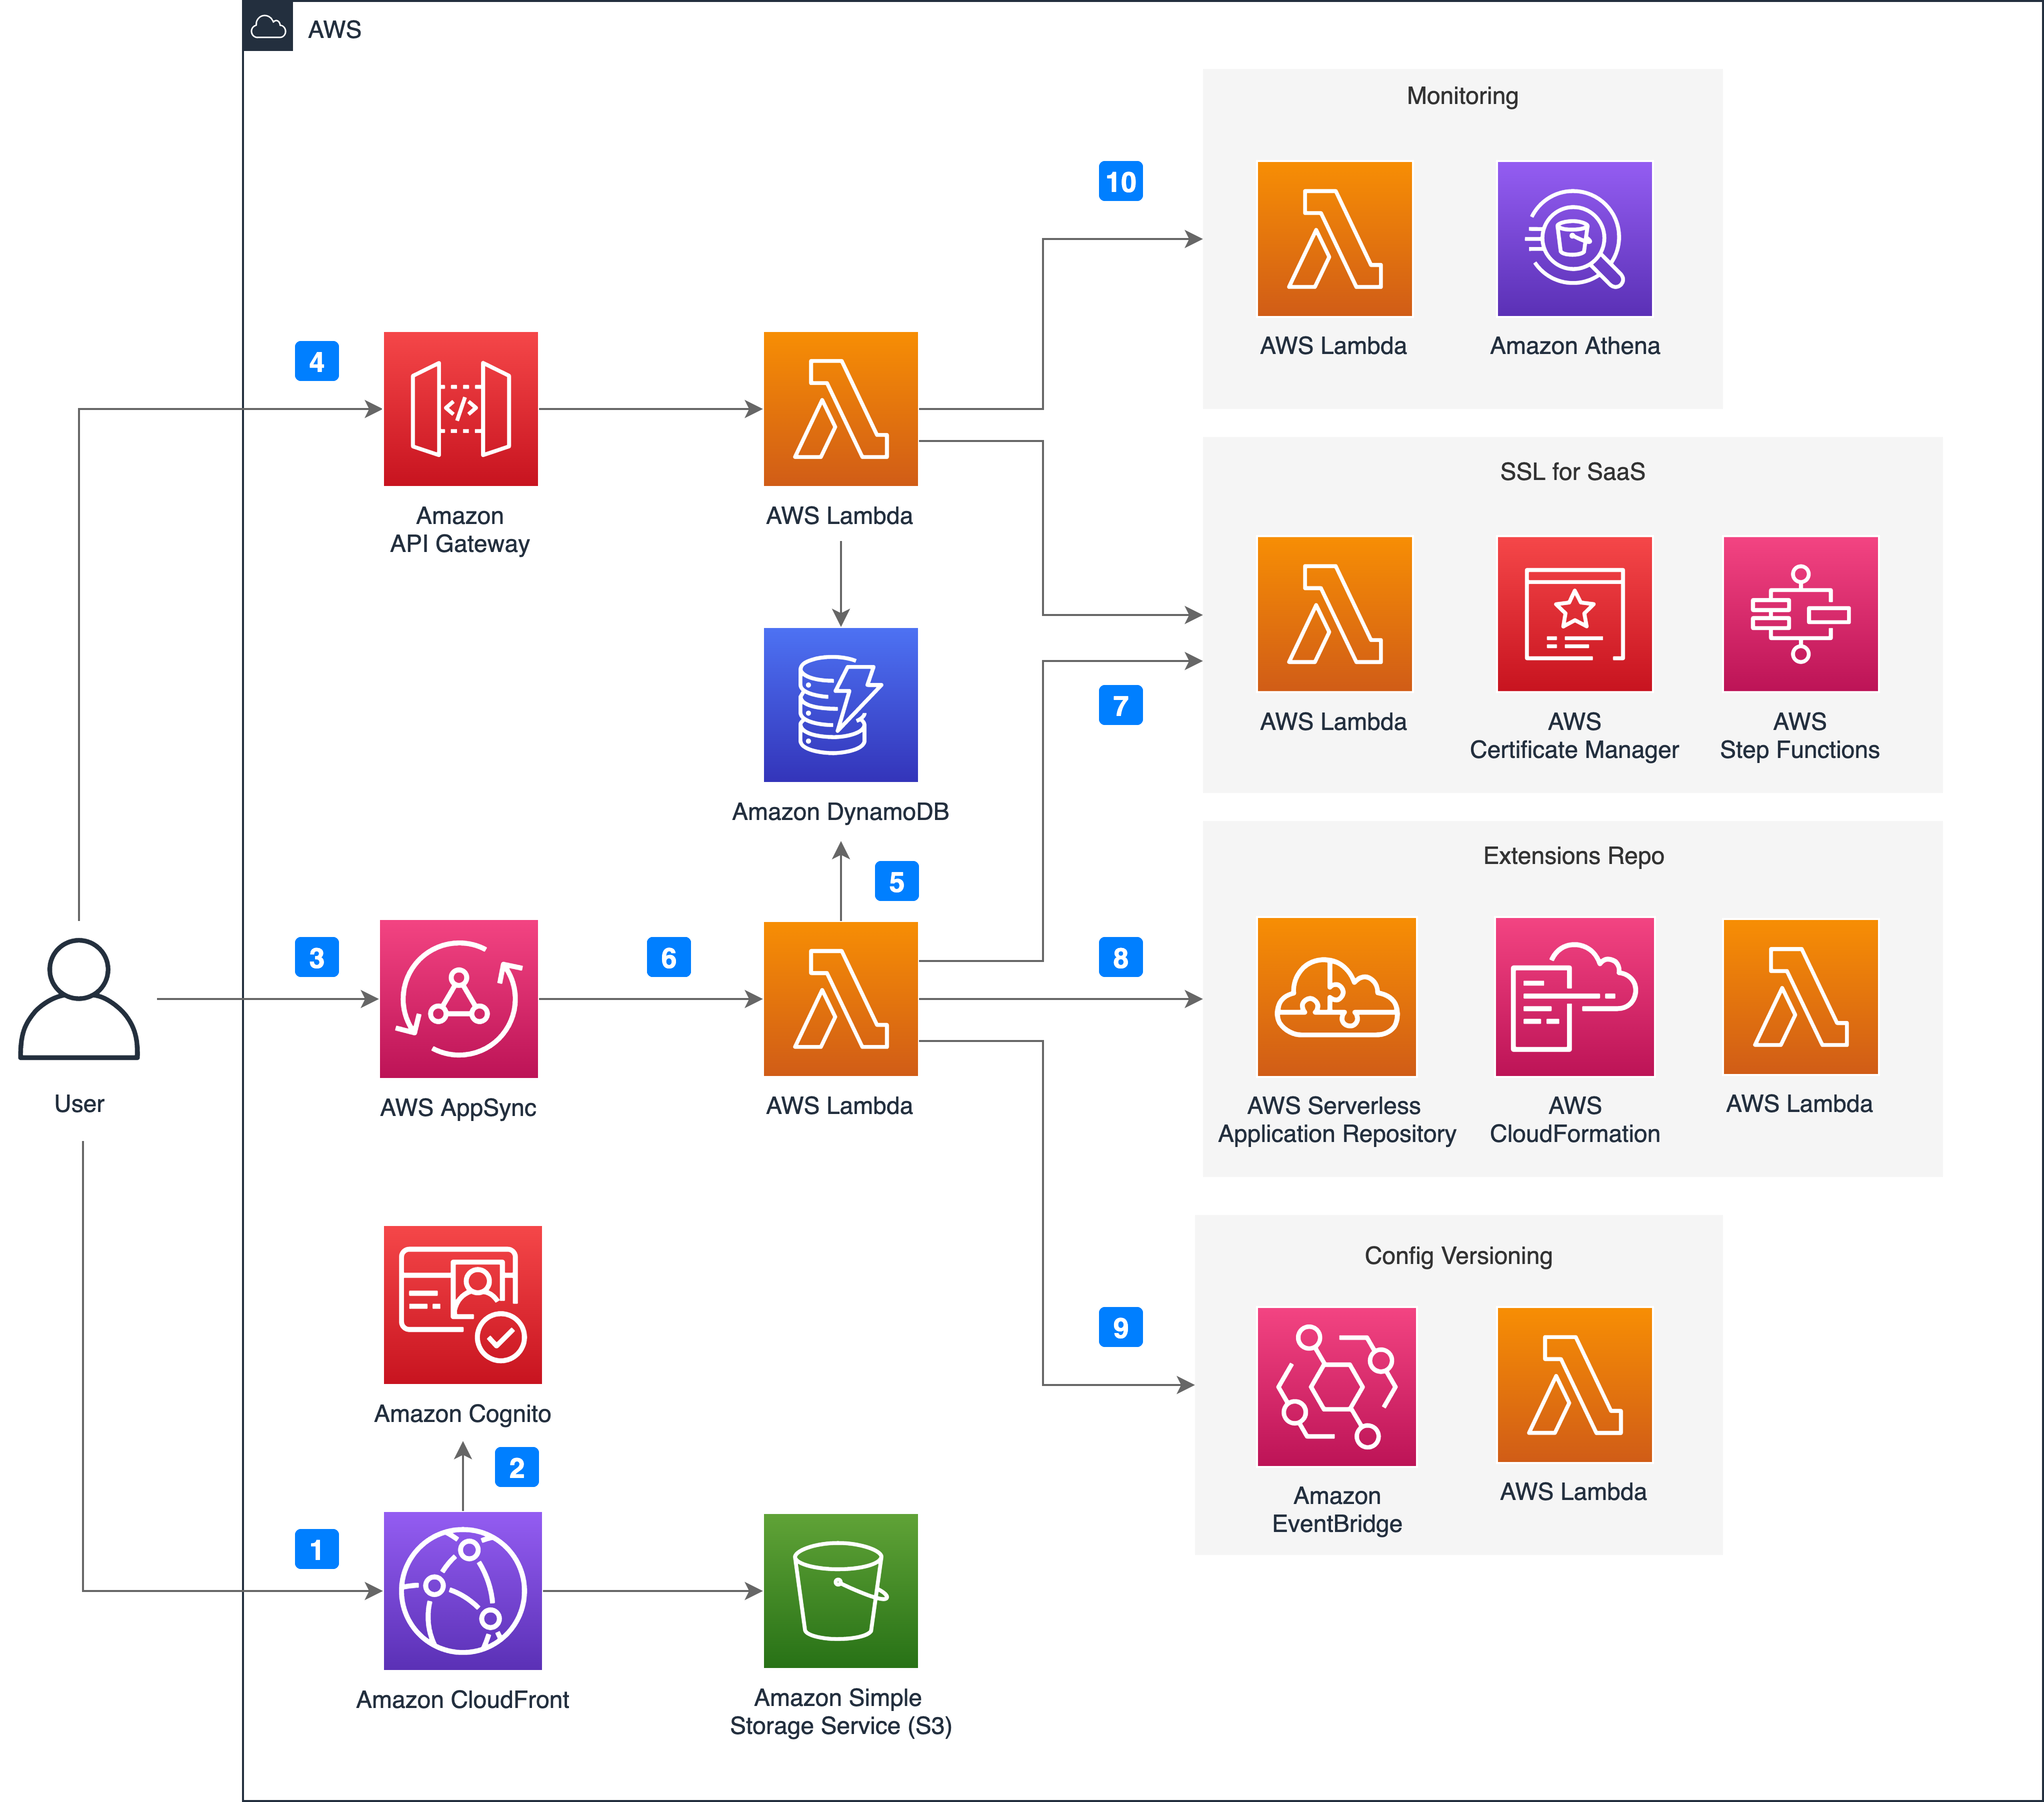 AWS
Monitoring
10
AWS Lambda
Amazon Athena
4
Amazon
API Gateway
AWS Lambda
SSL for SaaS
7
AWS Lambda
AWS
Certificate Manager
AWS
Step Functions
Amazon DynamoDB
5
Extensions Repo
3
6
8
User
AWS AppSync
AWS Lambda
AWS Serverless
Application Repository
AWS
CloudFormation
AWS Lambda
Config Versioning
9
Amazon
EventBridge
AWS Lambda
Amazon Cognito
2
1
Amazon CloudFront
Amazon Simple
Storage Service (S3)